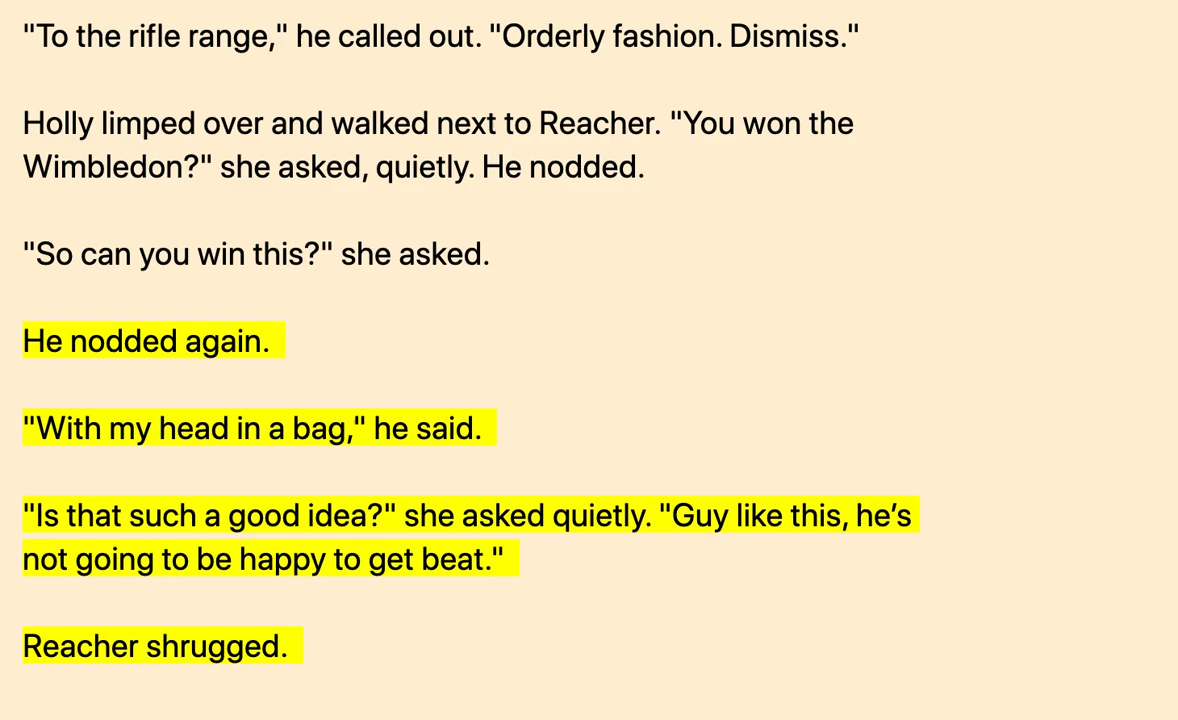 "To the rifle range," he called out. "Orderly fashion. Dismiss."
Holly limped over and walked next to Reacher. "You won the
Wimbledon?" she asked, quietly. He nodded.
"So can you win this?" she asked.
He nodded again.
"With my head in a bag," he said.
"Is that such a good idea?" she asked quietly. "Guy like this, he’s
not going to be happy to get beat."
Reacher shrugged.